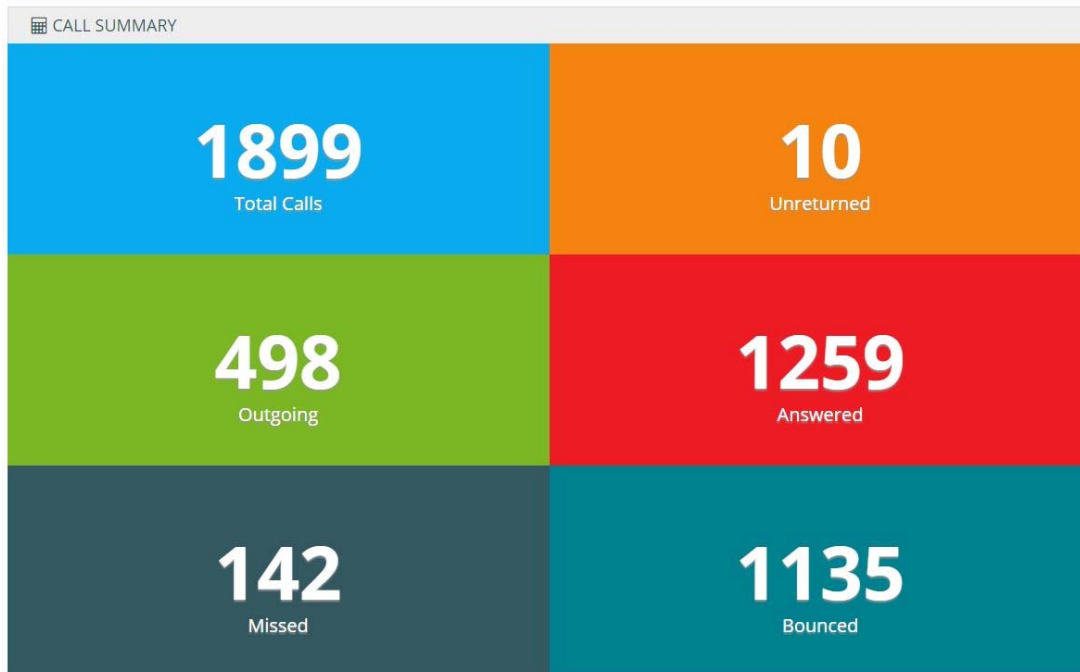 CALL SUMMARY
1899
Total Calls
10
Unreturned
498
Outgoing
1259
Answered
142
Missed
1135
Bounced